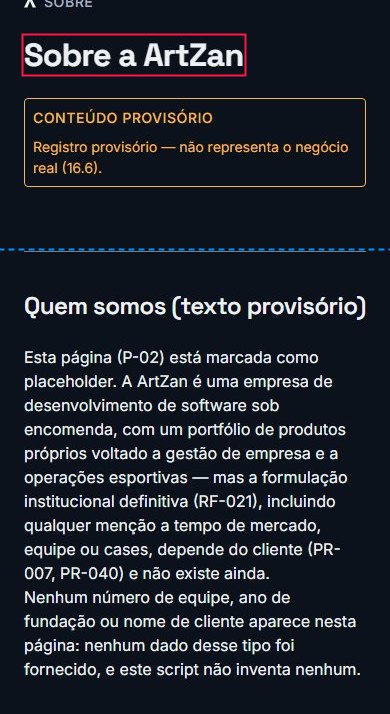 SOBRE
Sobre a ArtZan
CONTEÚDO PROVISÓRIO
Registro provisório — não representa o negócio
real (16.6).
Quem somos (texto provisório)
Esta página (P-02) está marcada como
placeholder. A ArtZan é uma empresa de
desenvolvimento de software sob
encomenda, com um portfólio de produtos
próprios voltado a gestão de empresa e a
operações esportivas — mas a formulação
institucional definitiva (RF-021), incluindo
qualquer menção a tempo de mercado,
equipe ou cases, depende do cliente (PR-
007, PR-040) e não existe ainda.
Nenhum número de equipe, ano de
fundação ou nome de cliente aparece nesta
página: nenhum dado desse tipo foi
fornecido, e este script não inventa nenhum.